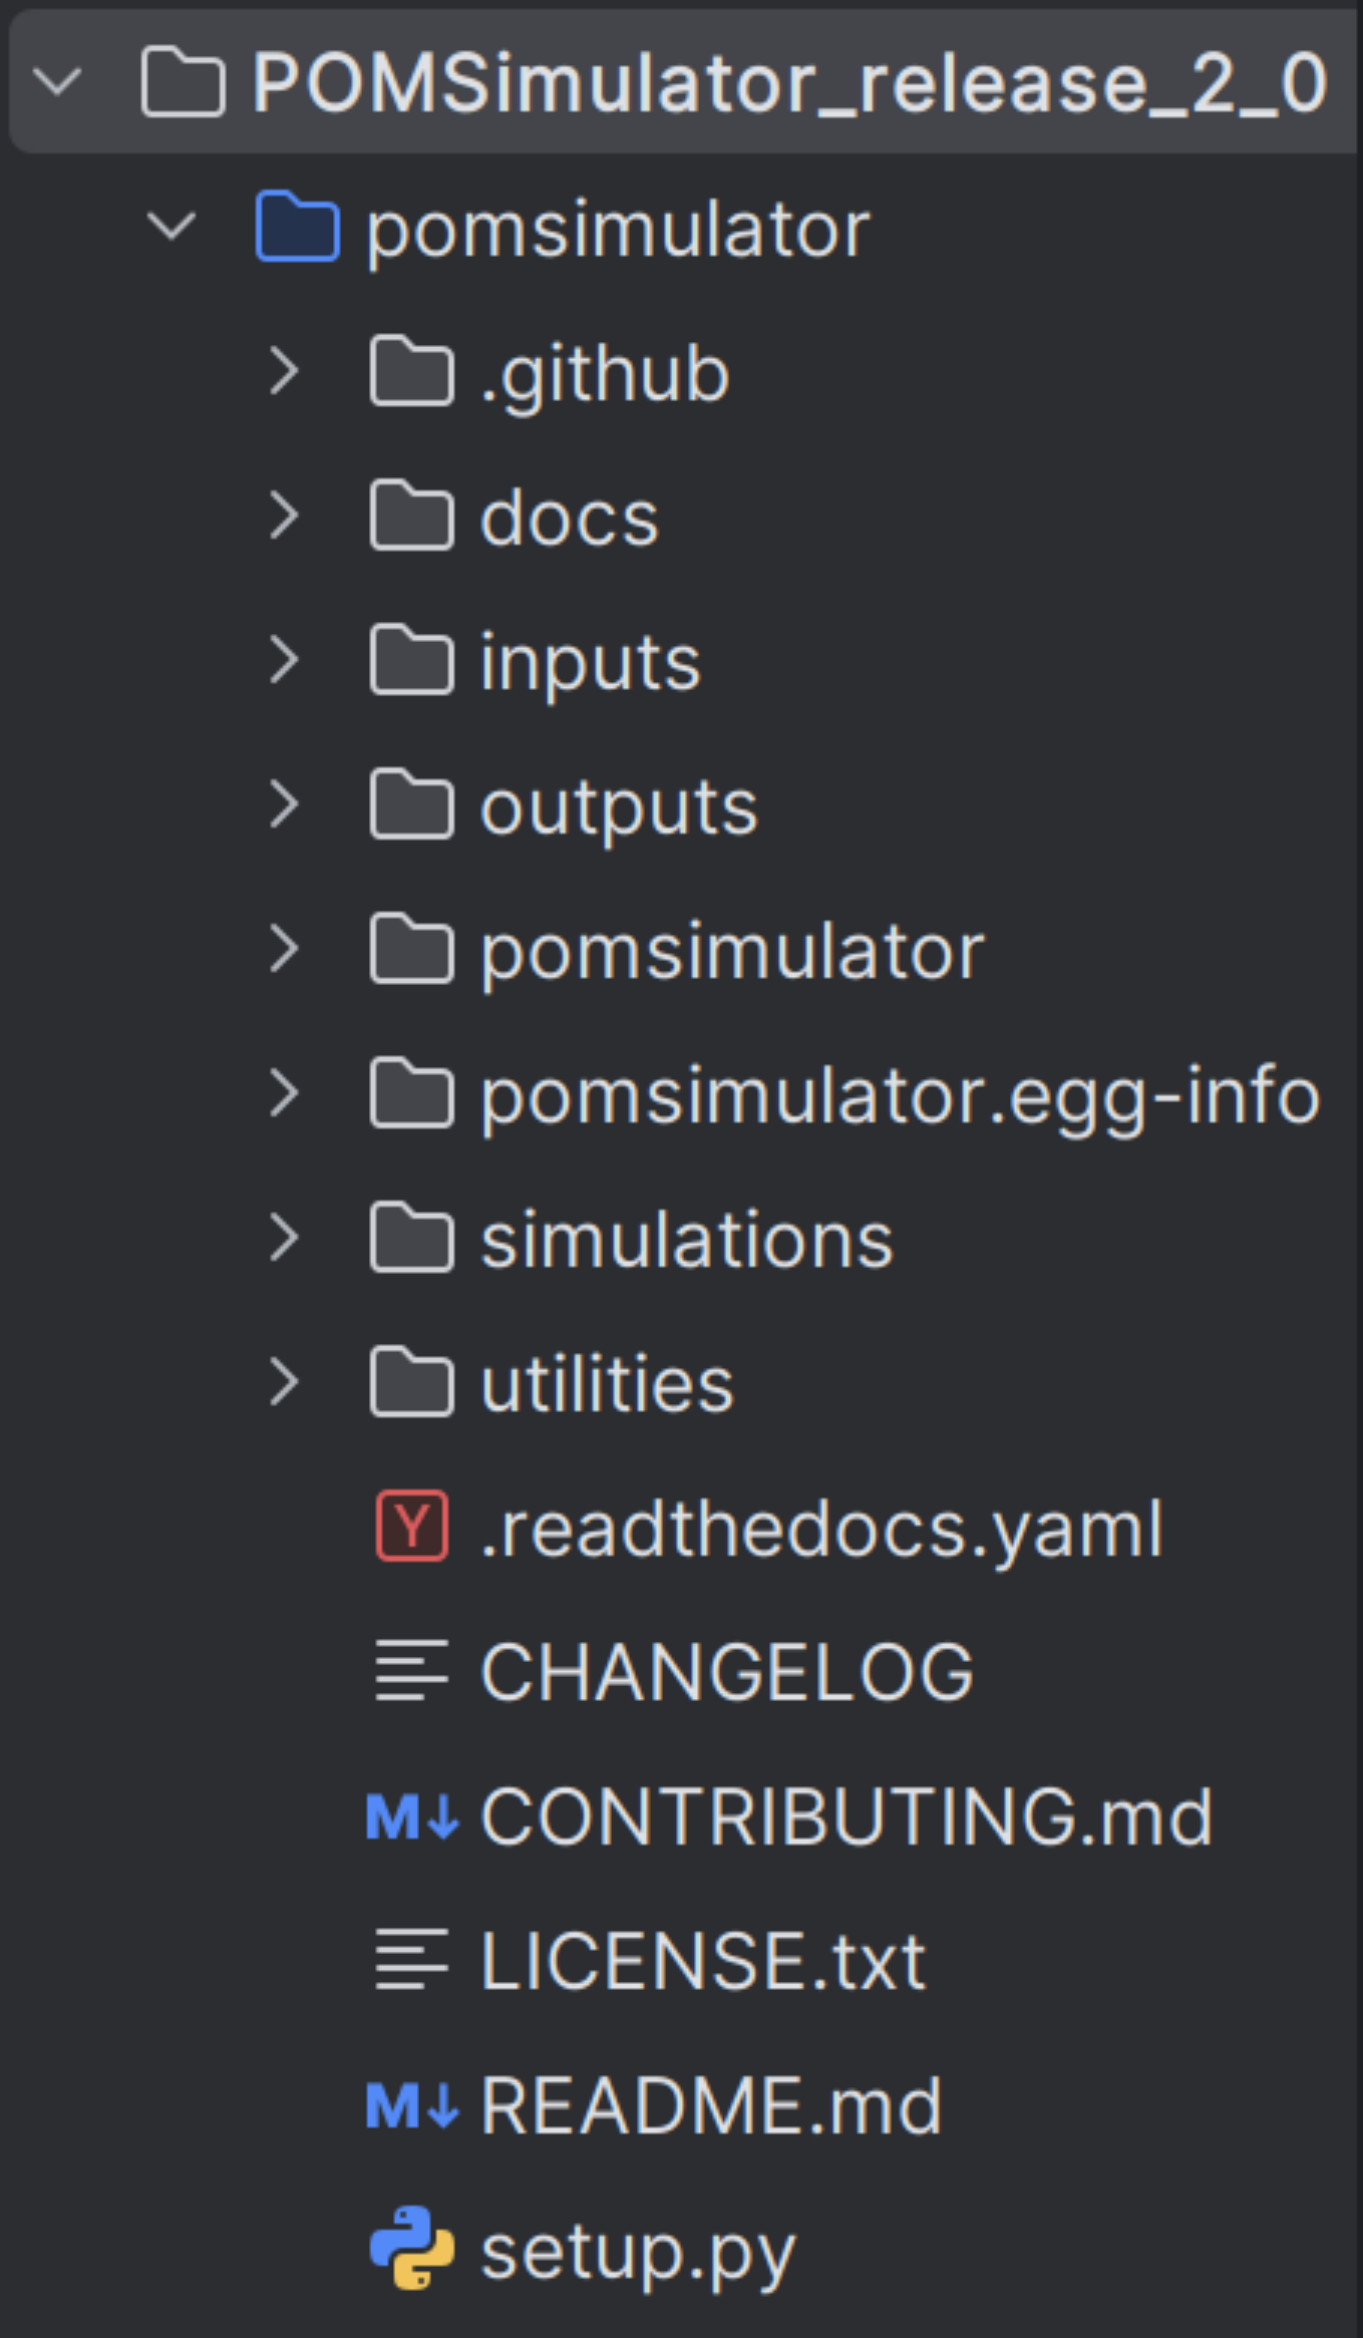 POMSimulator_release_2_0
pomsimulator
.github
docs
inputs
outputs
pomsimulator
pomsimulator.egg-info
simulations
utilities
Y .readthedocs.yaml
CHANGELOG
M↓ CONTRIBUTING.md
LICENSE.txt
M↓ README.md
setup.py